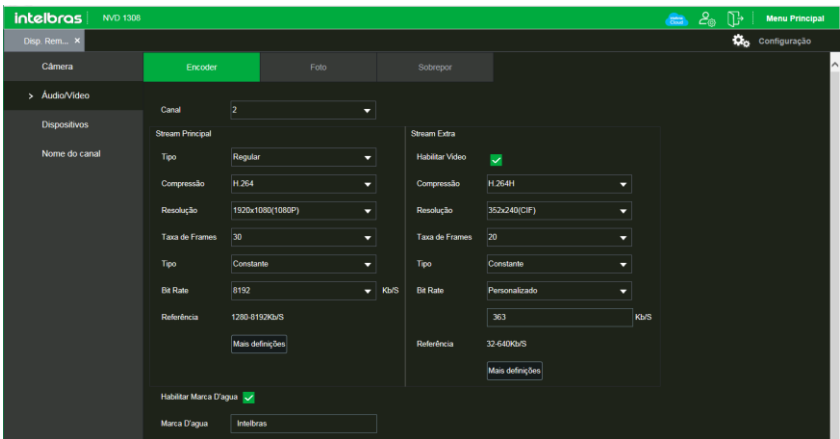 intelbras NVD 1308 Menu Principal
Disp. Rem... × Configuração
Câmera
> Áudio/Vídeo
Dispositivos
Nome do canal
Encoder Foto Sobrepor
Canal 2
Stream Principal Stream Extra
Tipo Regular Habilitar Video
Compressão H.264 Compressão H.264H
Resolução 1920x1080(1080P) Resolução 352x240(CIF)
Taxa de Frames 30 Taxa de Frames 20
Tipo Constante Tipo Constante
Bit Rate 8192 Kb/S Bit Rate Personalizado
Referência 1280-8192Kb/S 363 Kb/S
Mais definições Referência 32-640Kb/S
Mais definições
Habilitar Marca D'agua
Marca D'agua Intelbras